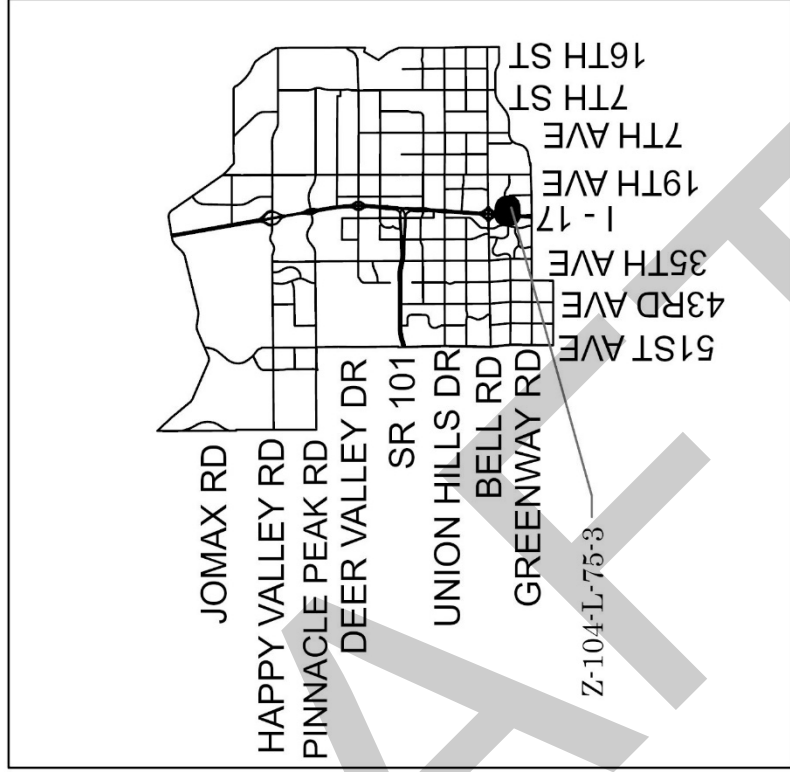 16TH ST
7TH ST
7TH AVE
19TH AVE
I - 17
35TH AVE
43RD AVE
51ST AVE
JOMAX RD
HAPPY VALLEY RD
PINNACLE PEAK RD
DEER VALLEY DR
SR 101
UNION HILLS DR
BELL RD
GREENWAY RD
Z-104-L-75-3